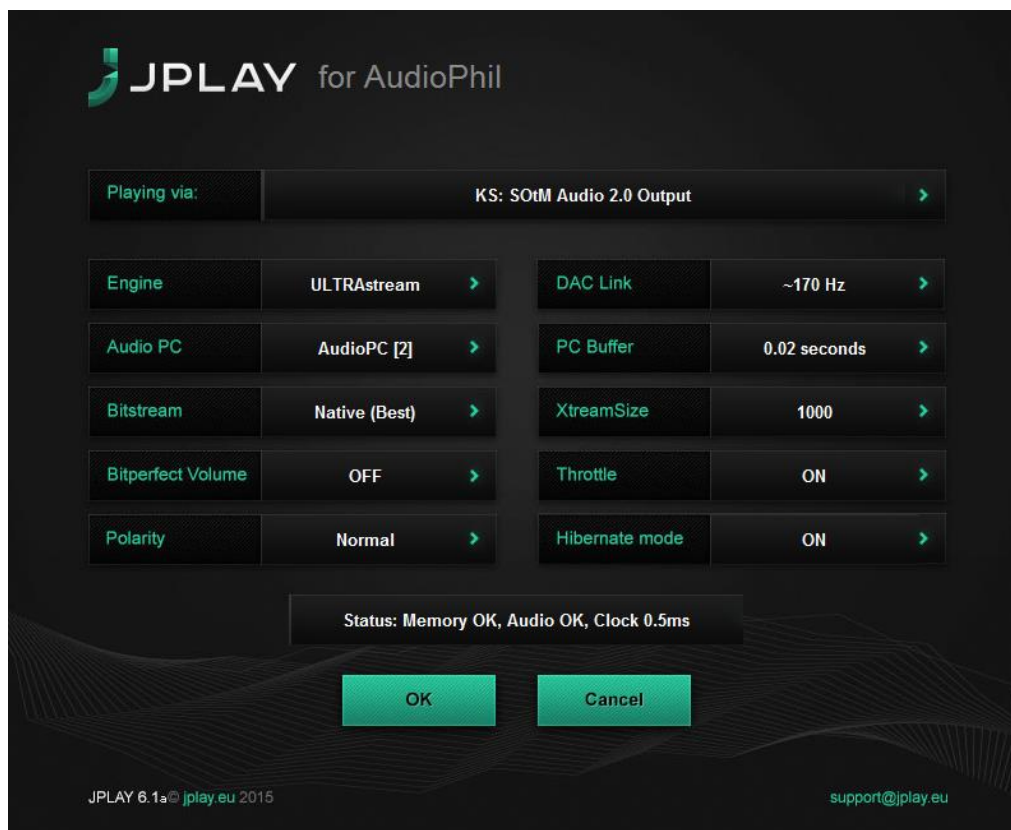 JPLAY for AudioPhil
Playing via: KS: SOtM Audio 2.0 Output
Engine ULTRAstream DAC Link ~170 Hz
Audio PC AudioPC [2] PC Buffer 0.02 seconds
Bitstream Native (Best) XtreamSize 1000
Bitperfect Volume OFF Throttle ON
Polarity Normal Hibernate mode ON
Status: Memory OK, Audio OK, Clock 0.5ms
OK Cancel
JPLAY 6.1a© jplay.eu 2015 support@jplay.eu